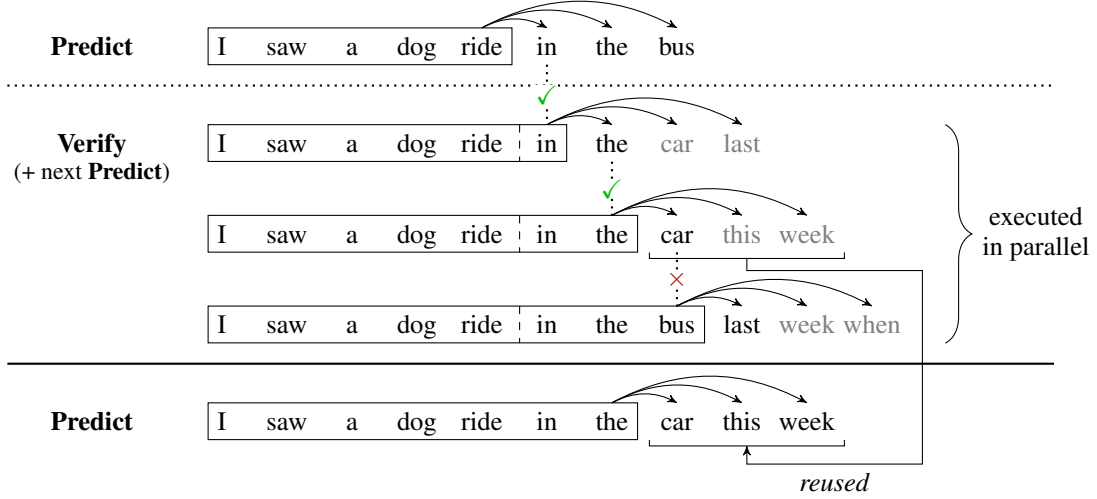 Predict I saw a dog ride in the bus
Verify I saw a dog ride in the car last
(+ next Predict)
I saw a dog ride in the car this week
executed
in parallel
I saw a dog ride in the bus last week when
Predict I saw a dog ride in the car this week
reused